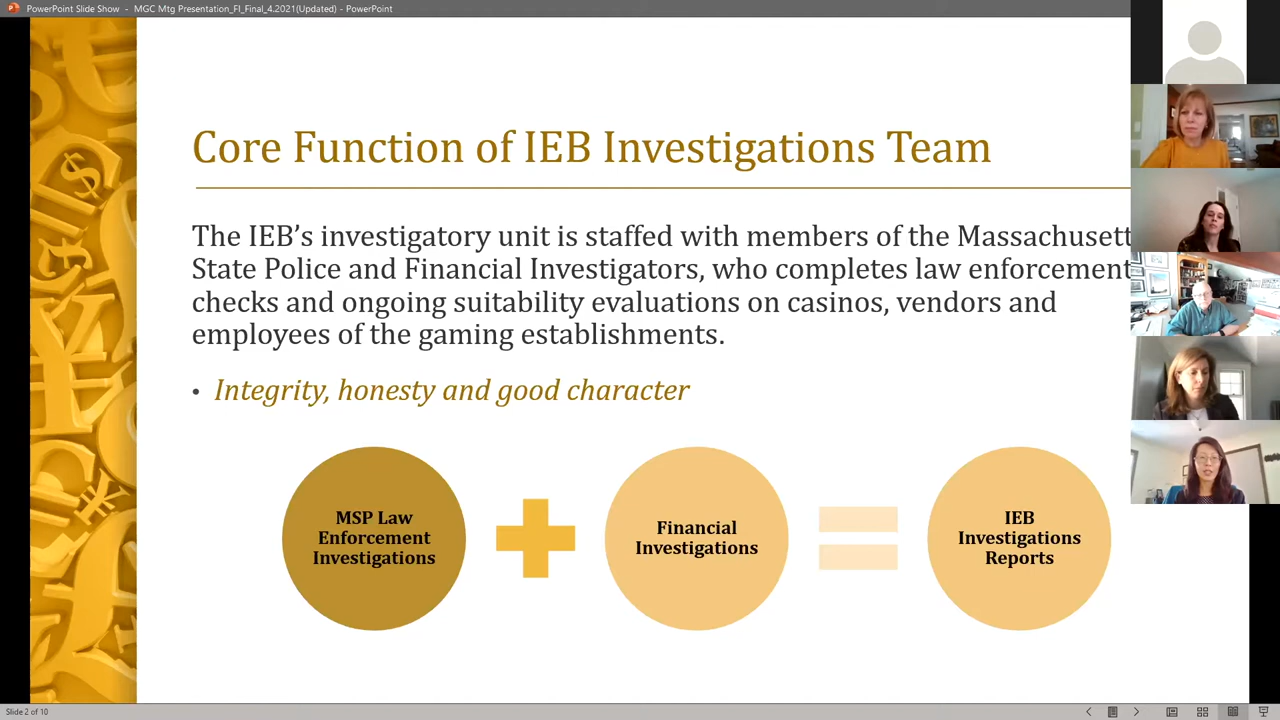 PowerPoint Slide Show - MGC Mtg Presentation_FI_Final_4.2021(Updated) - PowerPoint
Core Function of IEB Investigations Team
The IEB’s investigatory unit is staffed with members of the Massachusett
State Police and Financial Investigators, who completes law enforcement
checks and ongoing suitability evaluations on casinos, vendors and
employees of the gaming establishments.
• Integrity, honesty and good character
MSP Law
Enforcement
Investigations
Financial
Investigations
IEB
Investigations
Reports
Slide 2 of 10